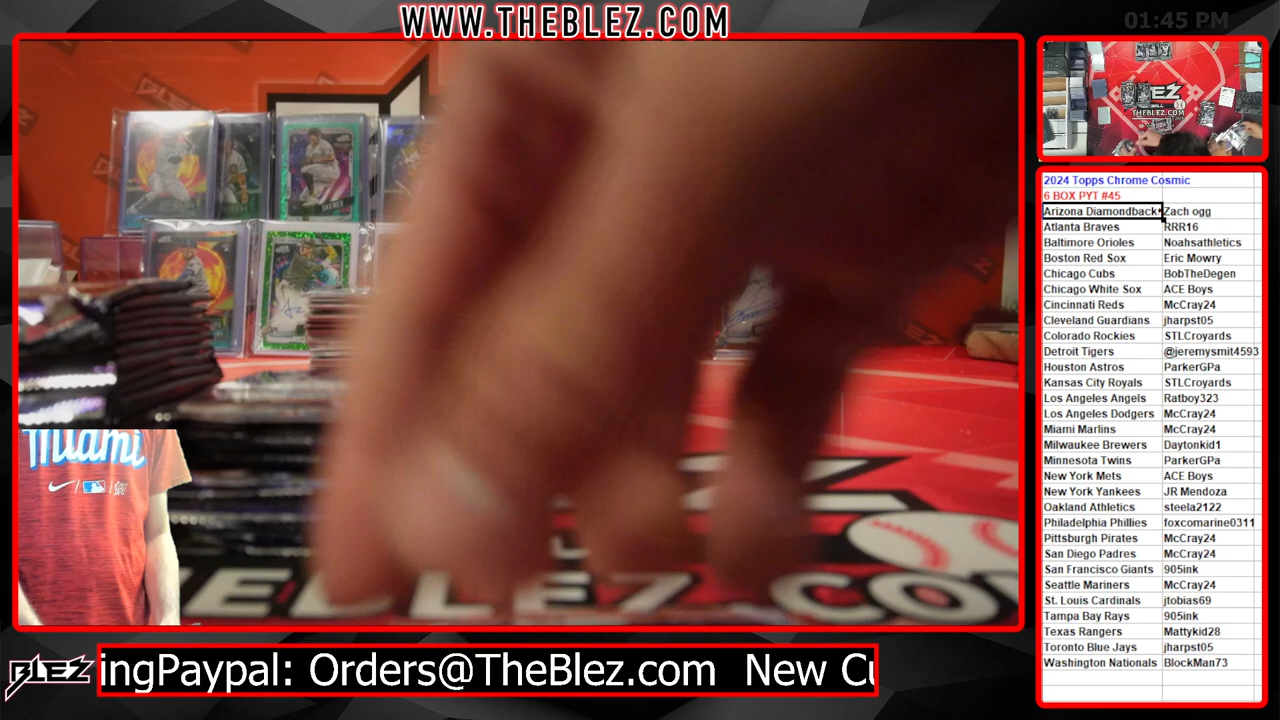 WWW.THEBLEZ.COM
01:45 PM
BLEZ
THEBLEZ.COM
2024 Topps Chrome Cosmic
6 BOX PYT #45
Arizona Diamondback Zach ogg
Atlanta Braves RRR16
Baltimore Orioles Noahsathletics
Boston Red Sox Eric Mowry
Chicago Cubs BobTheDegen
Chicago White Sox ACE Boys
Cincinnati Reds McCray24
Cleveland Guardians jharpst05
Colorado Rockies STLCroyards
Detroit Tigers @jeremysmit4593
Houston Astros ParkerGPa
Kansas City Royals STLCroyards
Los Angeles Angels Ratboy323
Los Angeles Dodgers McCray24
Miami Marlins McCray24
Milwaukee Brewers Daytonkid1
Minnesota Twins ParkerGPa
New York Mets ACE Boys
New York Yankees JR Mendoza
Oakland Athletics steela2122
Philadelphia Phillies foxcomarine0311
Pittsburgh Pirates McCray24
San Diego Padres McCray24
San Francisco Giants 905ink
Seattle Mariners McCray24
St. Louis Cardinals jtobias69
Tampa Bay Rays 905ink
Texas Rangers Mattykid28
Toronto Blue Jays jharpst05
Washington Nationals BlockMan73
Miami
BLEZ
ingPaypal: Orders@TheBlez.com New Cu